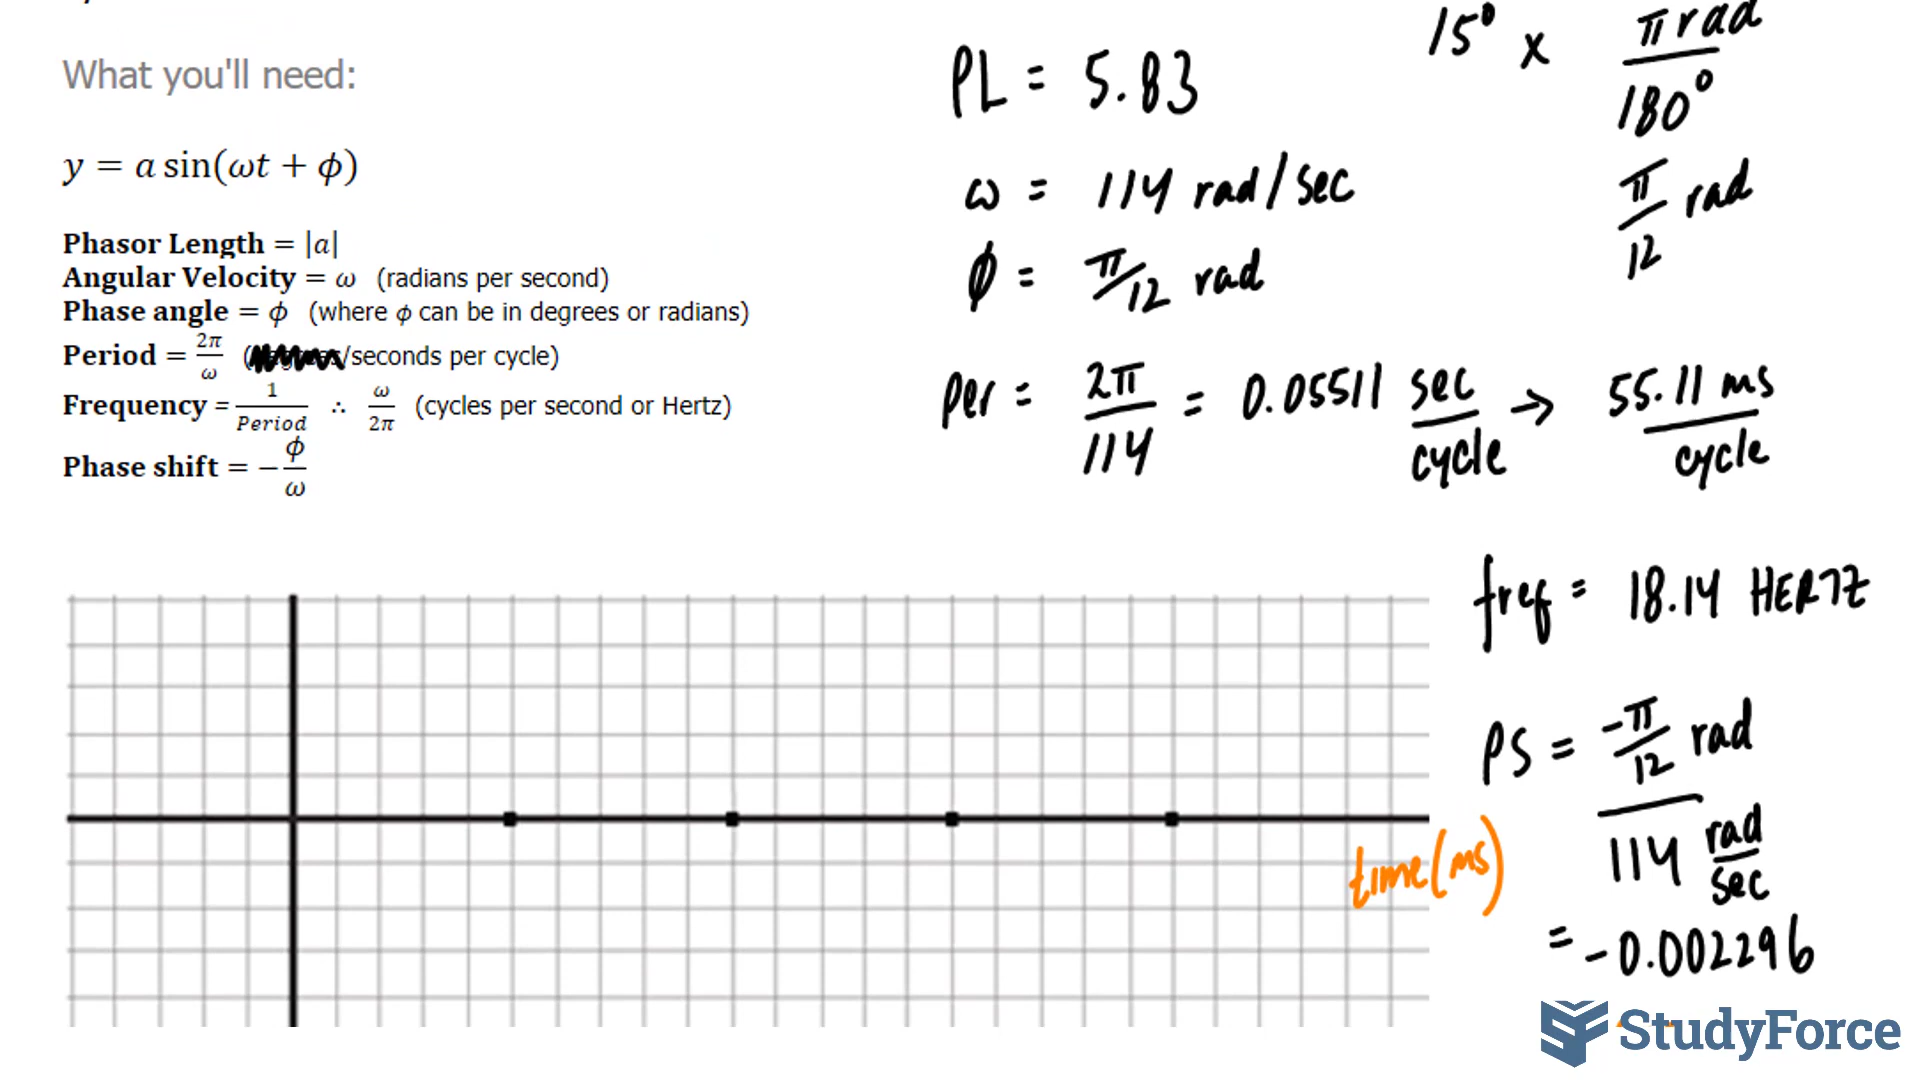 What you'll need:
y = a sin(ωt + ϕ)
Phasor Length = |a|
Angular Velocity = ω (radians per second)
Phase angle = ϕ (where ϕ can be in degrees or radians)
Period = 2π/ω (/seconds per cycle)
Frequency = 1/Period ∴ ω/2π (cycles per second or Hertz)
Phase shift = −ϕ/ω
PL = 5.83
ω = 114 rad/sec
ϕ = π/12 rad
per = 2π/114 = 0.05511 sec/cycle → 55.11 ms/cycle
15° x π rad/180°
π/12 rad
freq = 18.14 HERTZ
PS = -π/12 rad / 114 rad/sec
= -0.002296
time(ms)
StudyForce